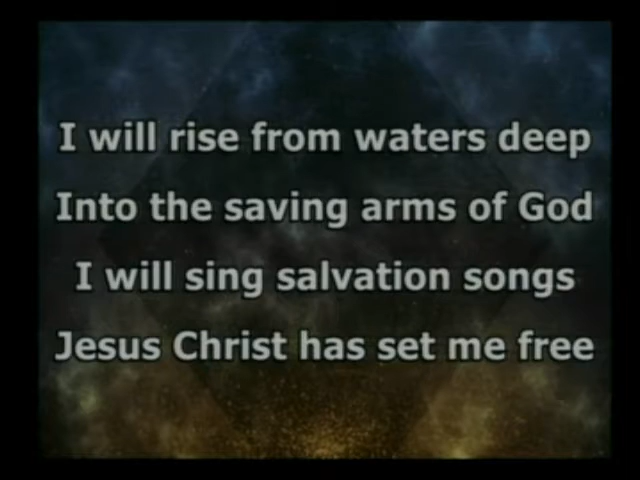 I will rise from waters deep
Into the saving arms of God
I will sing salvation songs
Jesus Christ has set me free